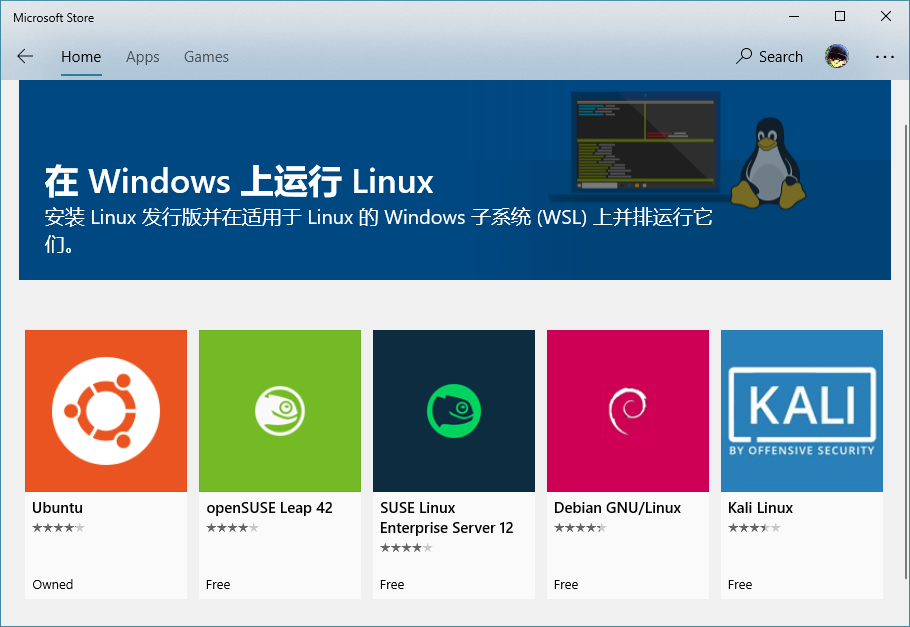 Microsoft Store
Home Apps Games Search
在 Windows 上运行 Linux
安装 Linux 发行版并在适用于 Linux 的 Windows 子系统 (WSL) 上并排运行它
们。
KALI
BY OFFENSIVE SECURITY
Ubuntu
Owned
openSUSE Leap 42
Free
SUSE Linux
Enterprise Server 12
Free
Debian GNU/Linux
Free
Kali Linux
Free